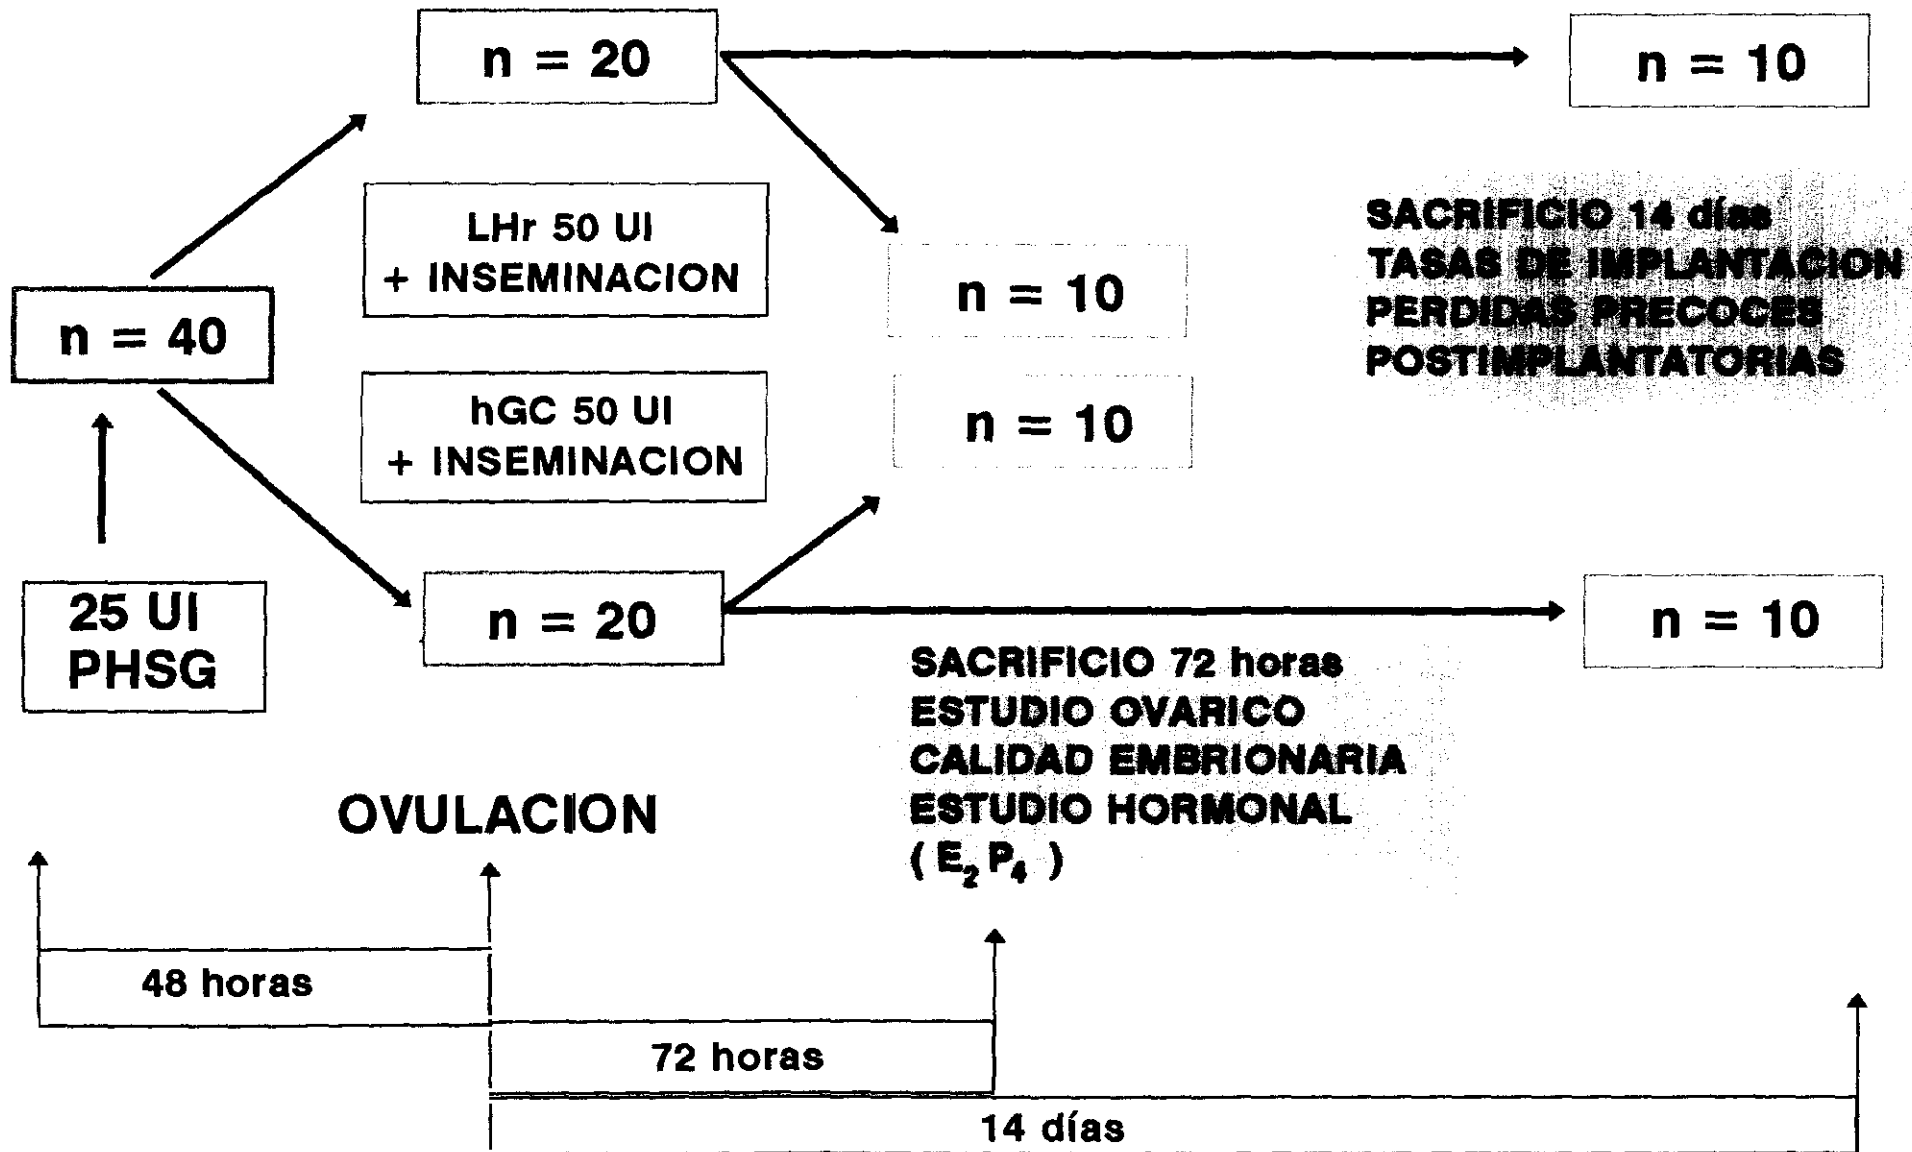 n = 20
n = 10
LHr 50 UI
+ INSEMINACION
SACRIFICIO 14 días
TASAS DE IMPLANTACION
PERDIDAS PRECOCES
POSTIMPLANTATORIAS
n = 10
n = 40
hGC 50 UI
+ INSEMINACION
n = 10
25 UI
PHSG
n = 20
n = 10
SACRIFICIO 72 horas
ESTUDIO OVARICO
CALIDAD EMBRIONARIA
ESTUDIO HORMONAL
( E₂ P₄ )
OVULACION
48 horas
72 horas
14 días